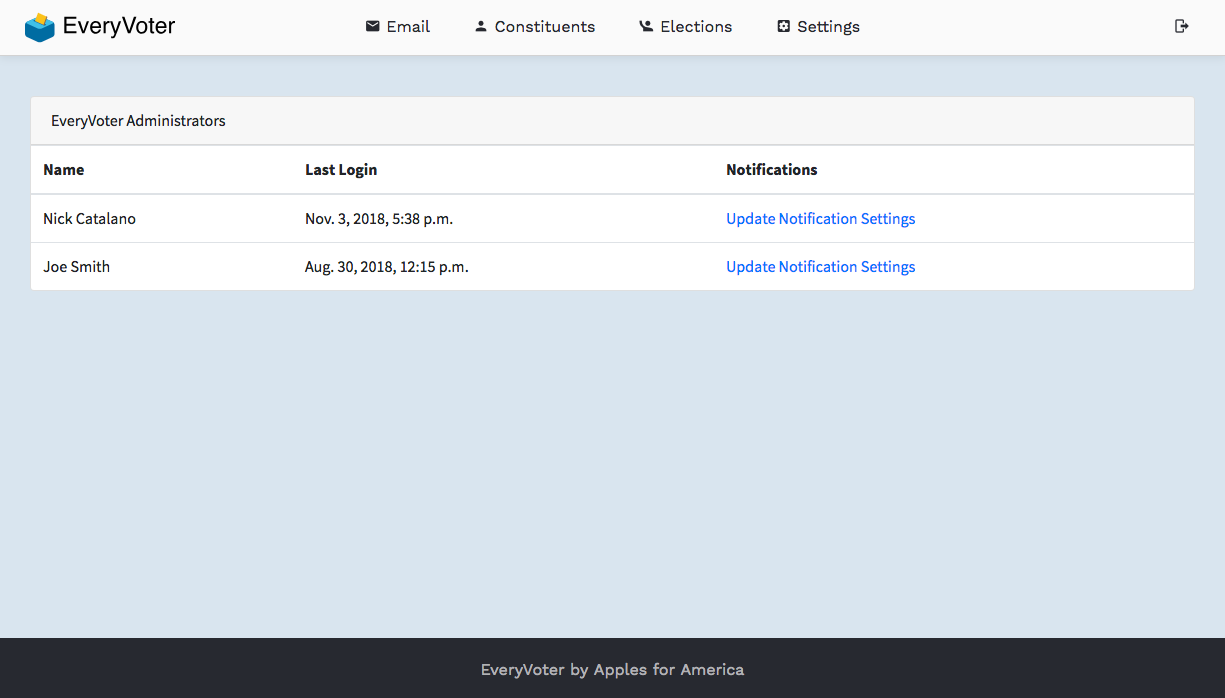 EveryVoter Email Constituents Elections Settings
EveryVoter Administrators
Name Last Login Notifications
Nick Catalano Nov. 3, 2018, 5:38 p.m. Update Notification Settings
Joe Smith Aug. 30, 2018, 12:15 p.m. Update Notification Settings
EveryVoter by Apples for America